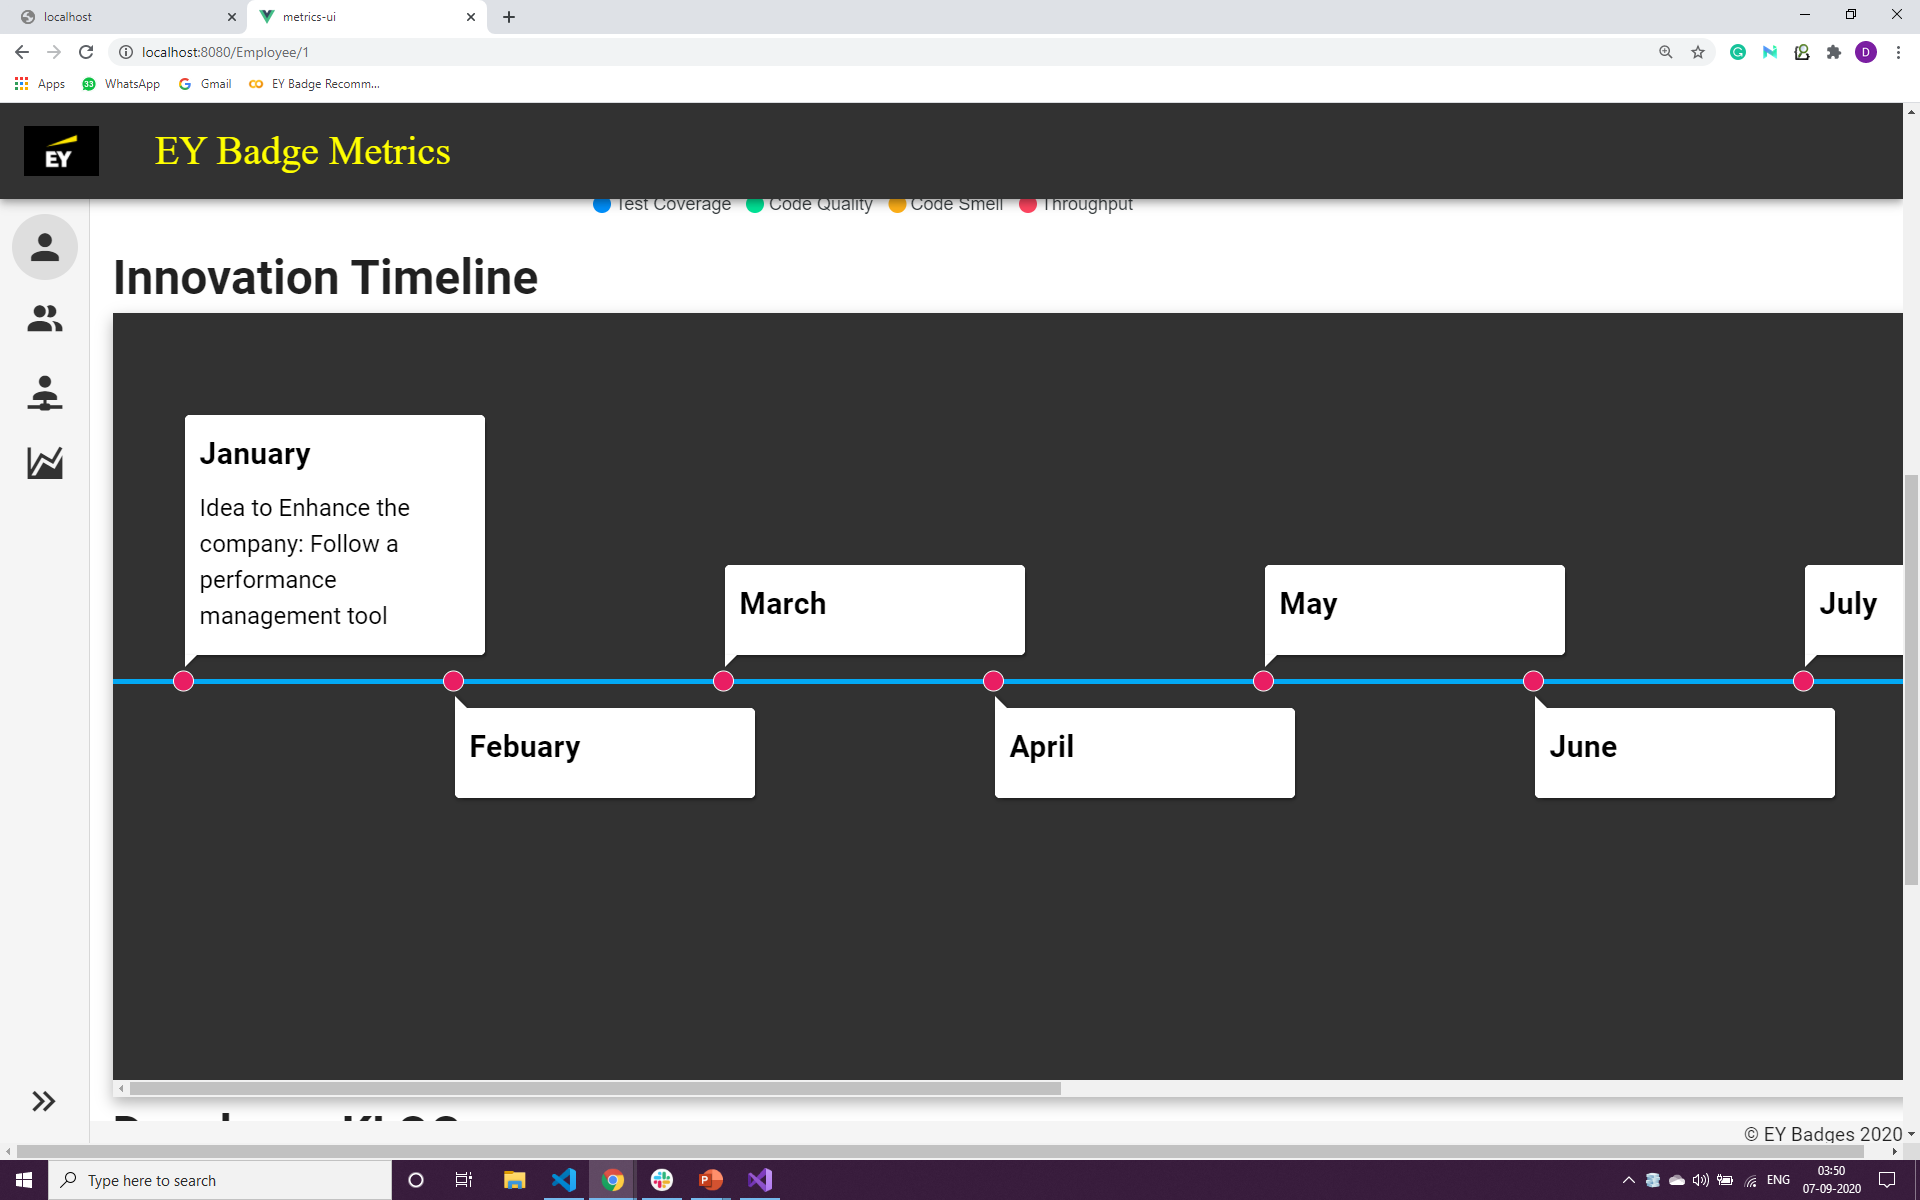 localhost
metrics-ui
localhost:8080/Employee/1
Apps
WhatsApp
Gmail
EY Badge Recomm...
EY
EY Badge Metrics
Test Coverage
Code Quality
Code Smell
Throughput
Innovation Timeline
January
Idea to Enhance the
company: Follow a
performance
management tool
March
May
July
Febuary
April
June
© EY Badges 2020
Type here to search
ENG
03:50
07-09-2020